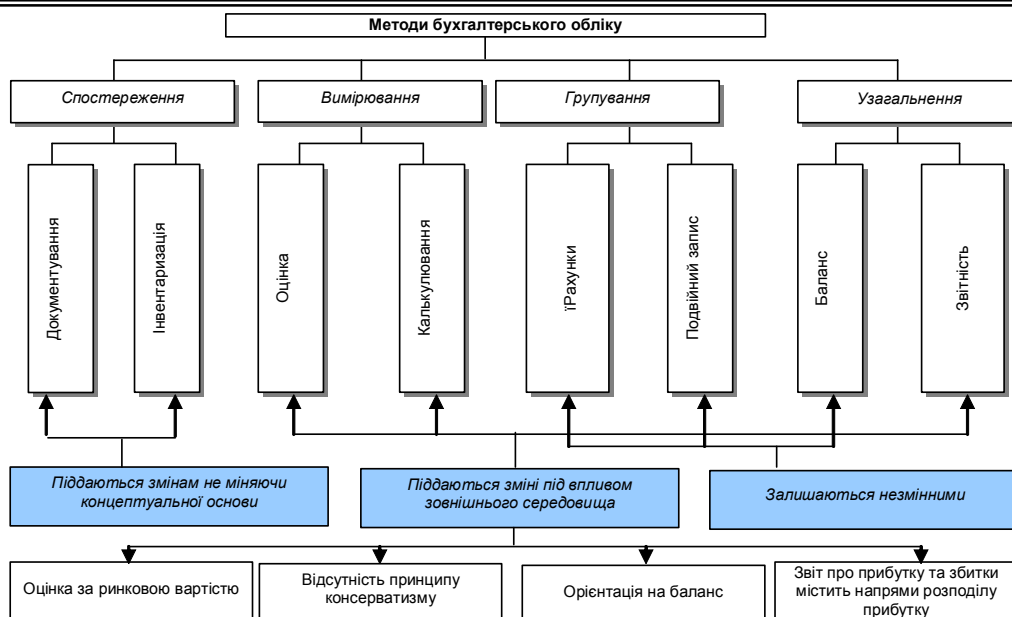 Методи бухгалтерського обліку
Спостереження
Вимірювання
Групування
Узагальнення
Документування
Інвентаризація
Оцінка
Калькулювання
їРахунки
Подвійний запис
Баланс
Звітність
Піддаються змінам не міняючи
концептуальної основи
Піддаються зміні під впливом
зовнішнього середовища
Залишаються незмінними
Оцінка за ринковою вартістю
Відсутність принципу
консерватизму
Орієнтація на баланс
Звіт про прибутку та збитки
містить напрями розподілу
прибутку